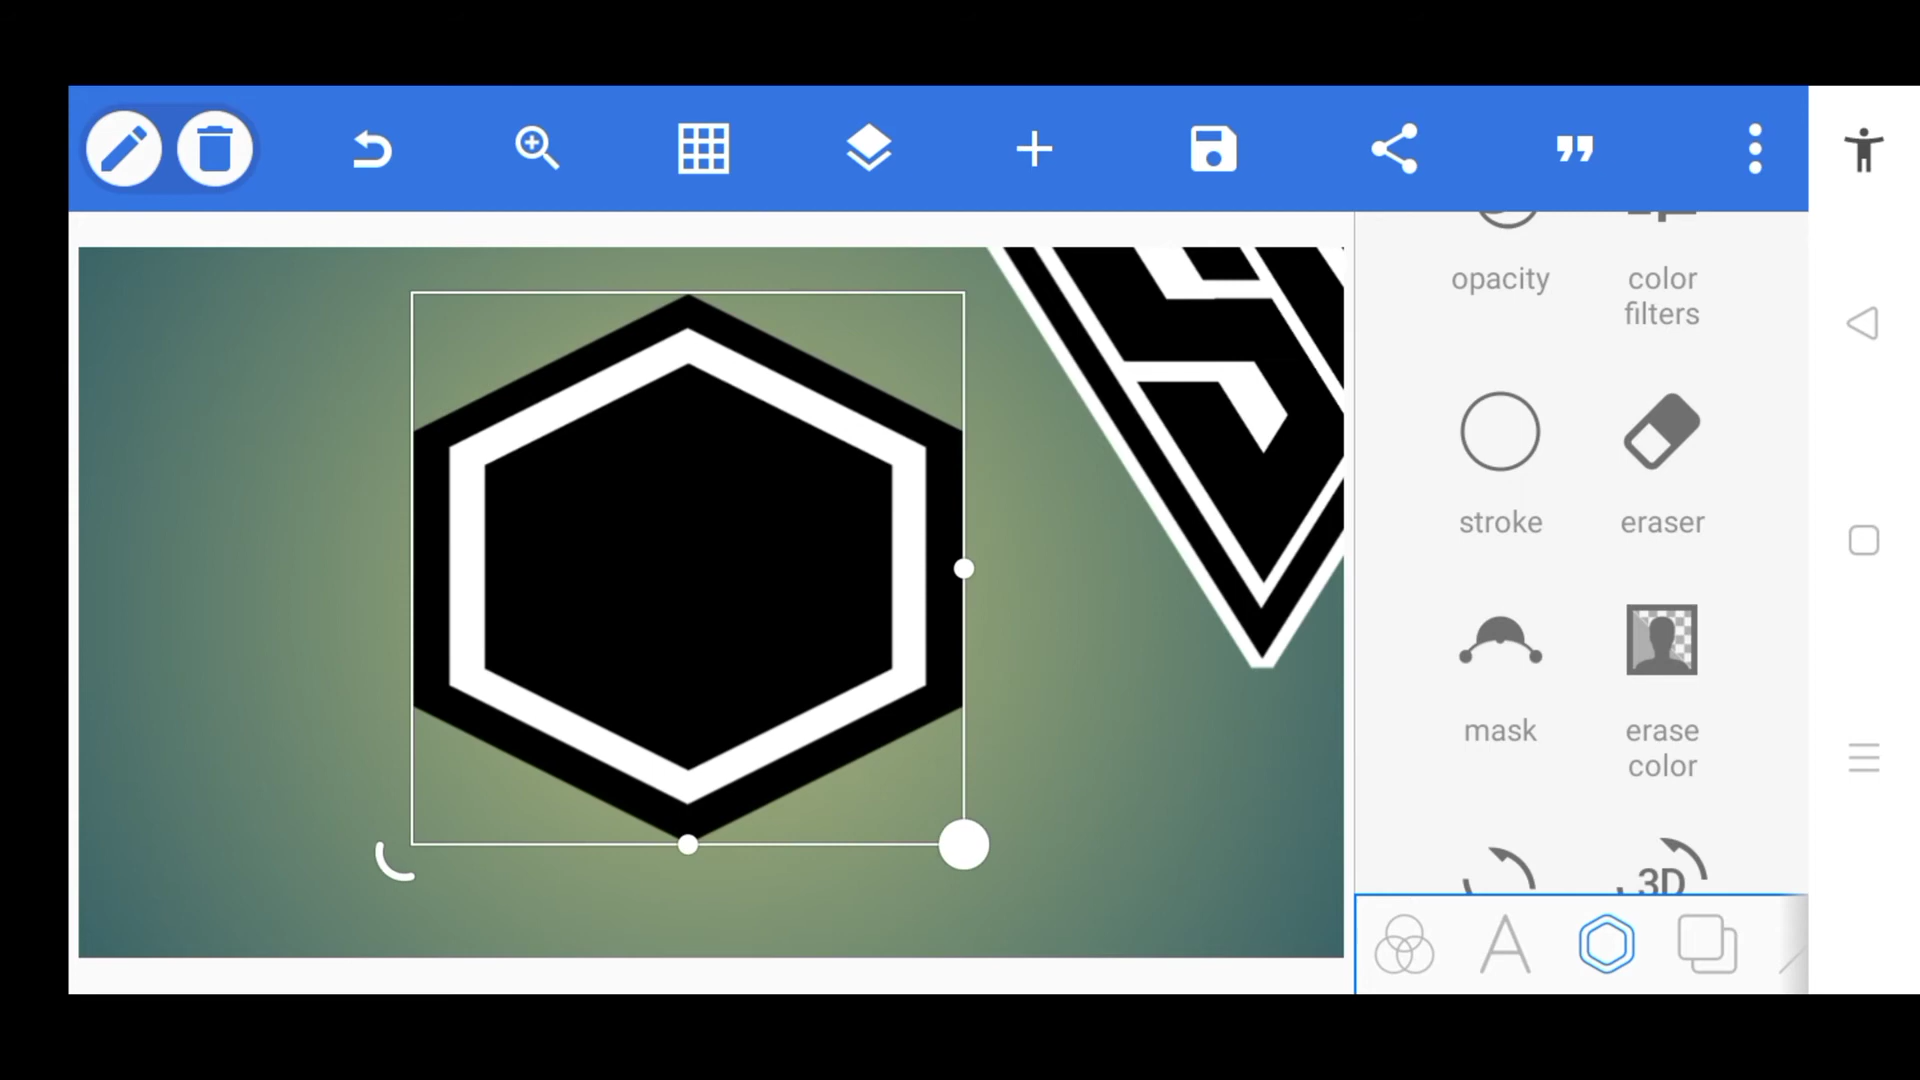 opacity
color
filters
stroke
eraser
mask
erase
color
3D